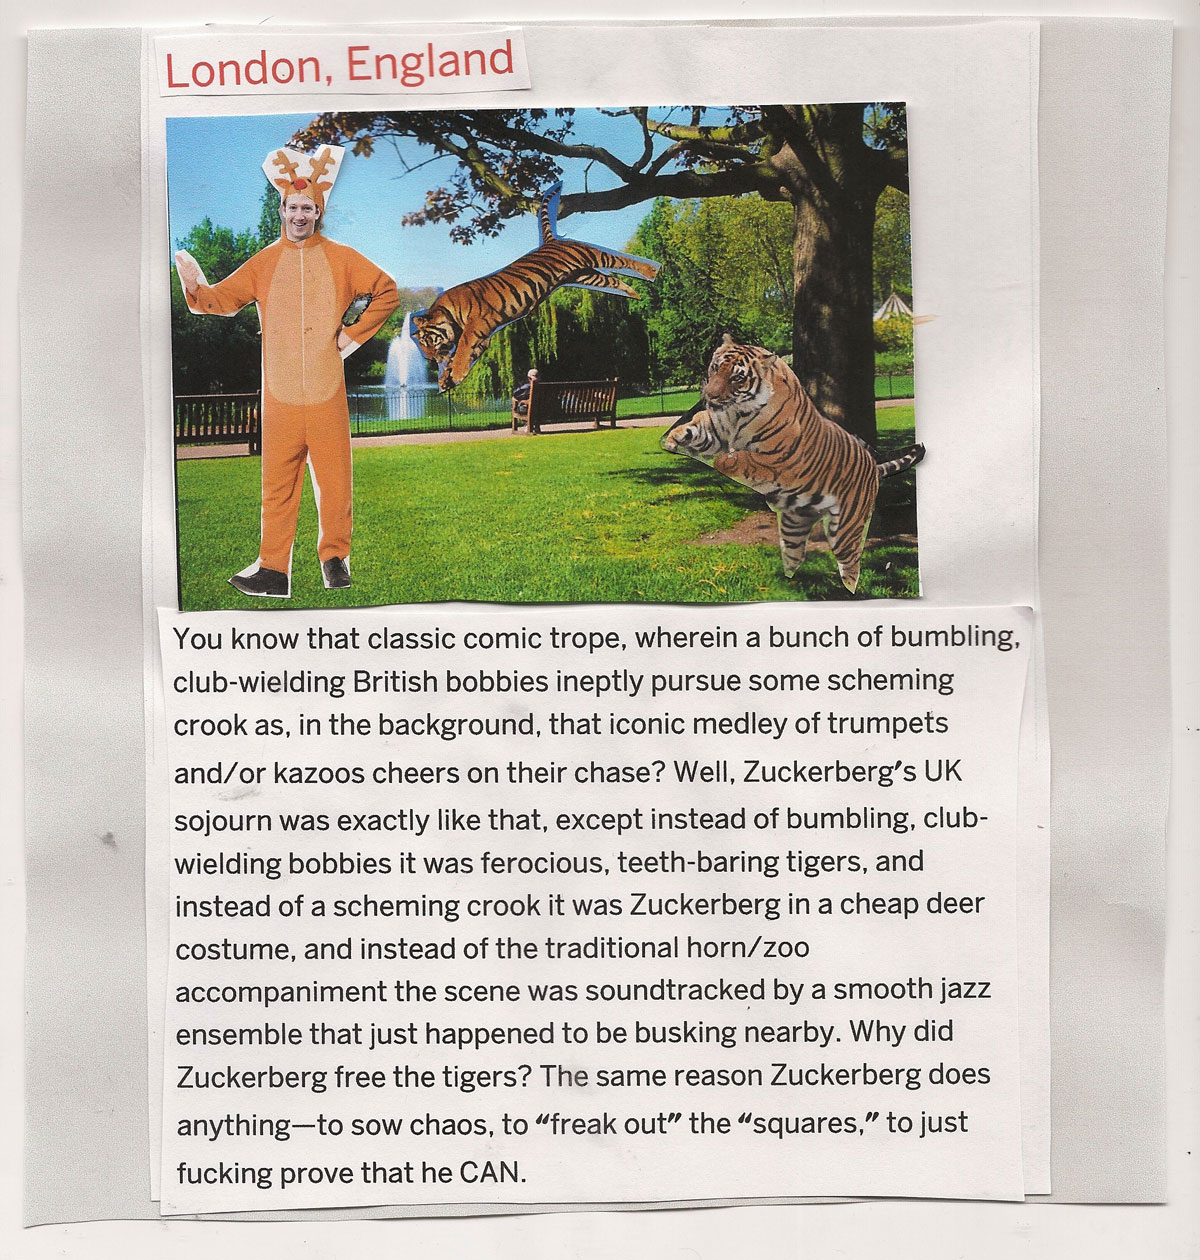 London, England
You know that classic comic trope, wherein a bunch of bumbling,
club-wielding British bobbies ineptly pursue some scheming
crook as, in the background, that iconic medley of trumpets
and/or kazoos cheers on their chase? Well, Zuckerberg’s UK
sojourn was exactly like that, except instead of bumbling, club-
wielding bobbies it was ferocious, teeth-baring tigers, and
instead of a scheming crook it was Zuckerberg in a cheap deer
costume, and instead of the traditional horn/zoo
accompaniment the scene was soundtracked by a smooth jazz
ensemble that just happened to be busking nearby. Why did
Zuckerberg free the tigers? The same reason Zuckerberg does
anything—to sow chaos, to “freak out” the “squares,” to just
fucking prove that he CAN.